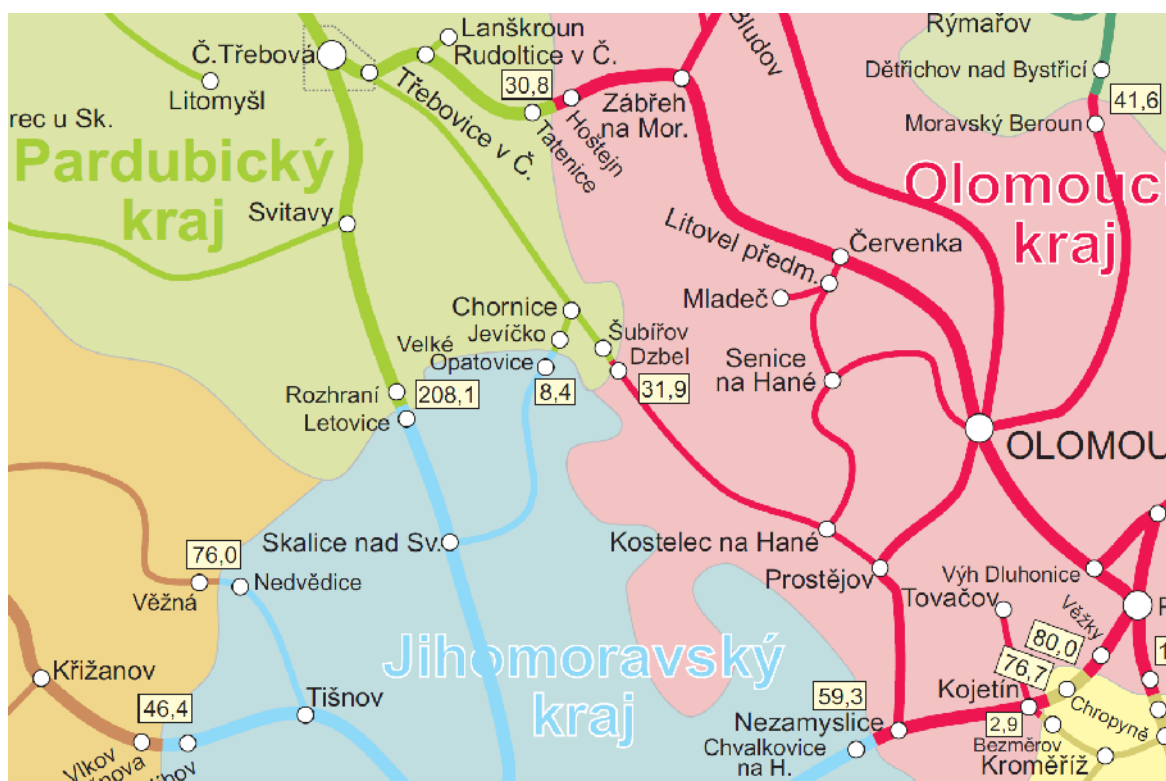 Lanškroun
Č.Třebová
Rudoltice v Č.
30,8
Litomyšl
Třebovice v Č.
Tatenice
Hoštejn
Zábřeh
na Mor.
Bludov
Rýmařov
Dětřichov nad Bystřicí
41,6
Moravský Beroun
rec u Sk.
Pardubický
kraj
Olomouc
kraj
Svitavy
Litovel předm.
Červenka
Mladeč
Chornice
Jevíčko
Velké
Opatovice
8,4
Šubířov
Dzbel
31,9
Senice
na Hané
Rozhraní
208,1
Letovice
OLOMOU
Skalice nad Sv.
Kostelec na Hané
76,0
Nedvědice
Věžná
Prostějov
Výh Dluhonice
Tovačov
Věžky
80,0
76,7
Jihomoravský
kraj
Křižanov
Tišnov
46,4
59,3
Kojetín
Chropyně
Nezamyslice
2,9
Chvalkovice
na H.
Bezměrov
Kroměříž
Vlkov